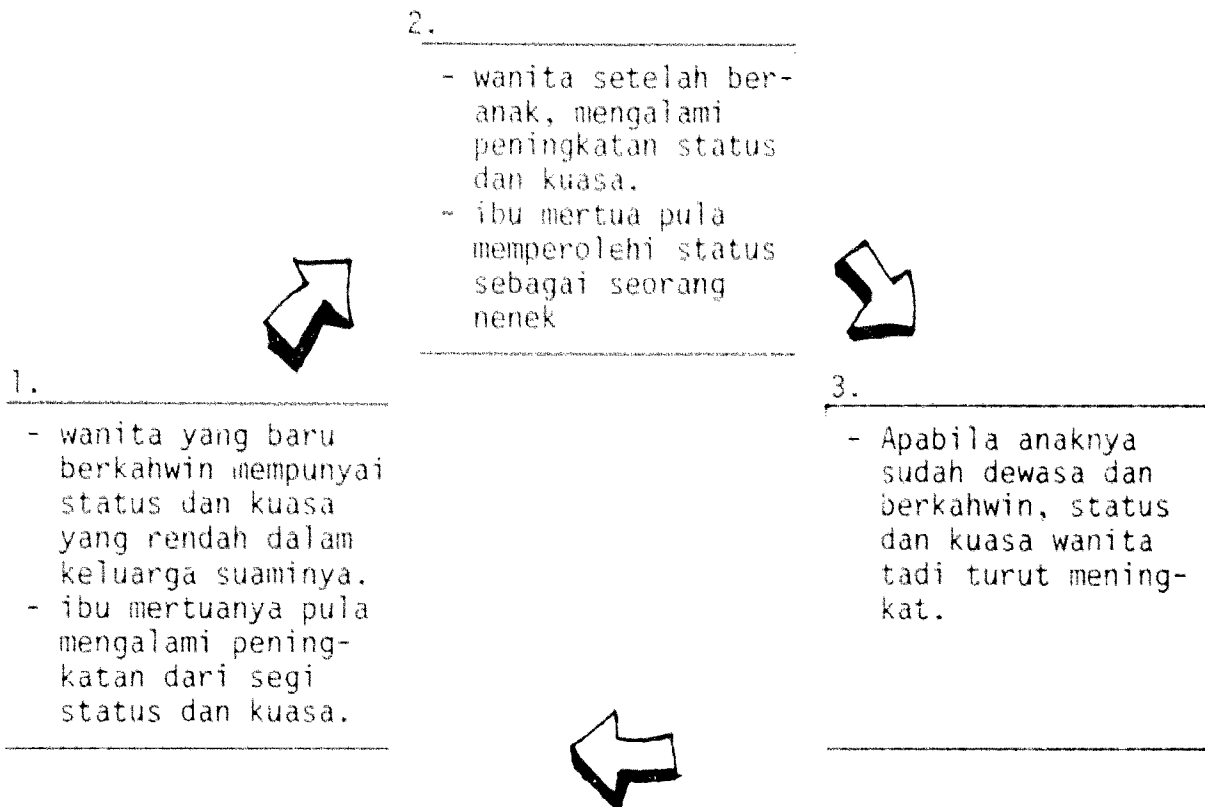 1.
- wanita yang baru
berkahwin mempunyai
status dan kuasa
yang rendah dalam
keluarga suaminya.
- ibu mertuanya pula
mengalami pening-
katan dari segi
status dan kuasa.
2.
- wanita setelah ber-
anak, mengalami
peningkatan status
dan kuasa.
- ibu mertua pula
memperolehi status
sebagai seorang
nenek
3.
- Apabila anaknya
sudah dewasa dan
berkahwin, status
dan kuasa wanita
tadi turut mening-
kat.